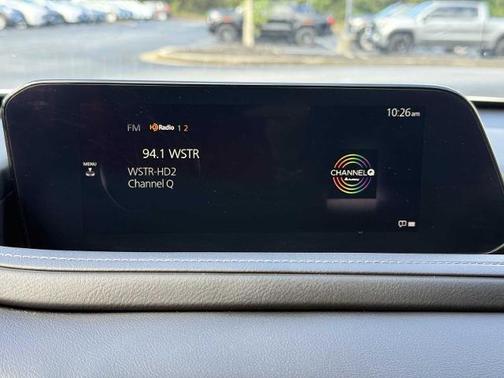 10:26am
FM HD Radio 1 2
94.1 WSTR
MENU
WSTR-HD2
Channel Q
CHANNEL Q